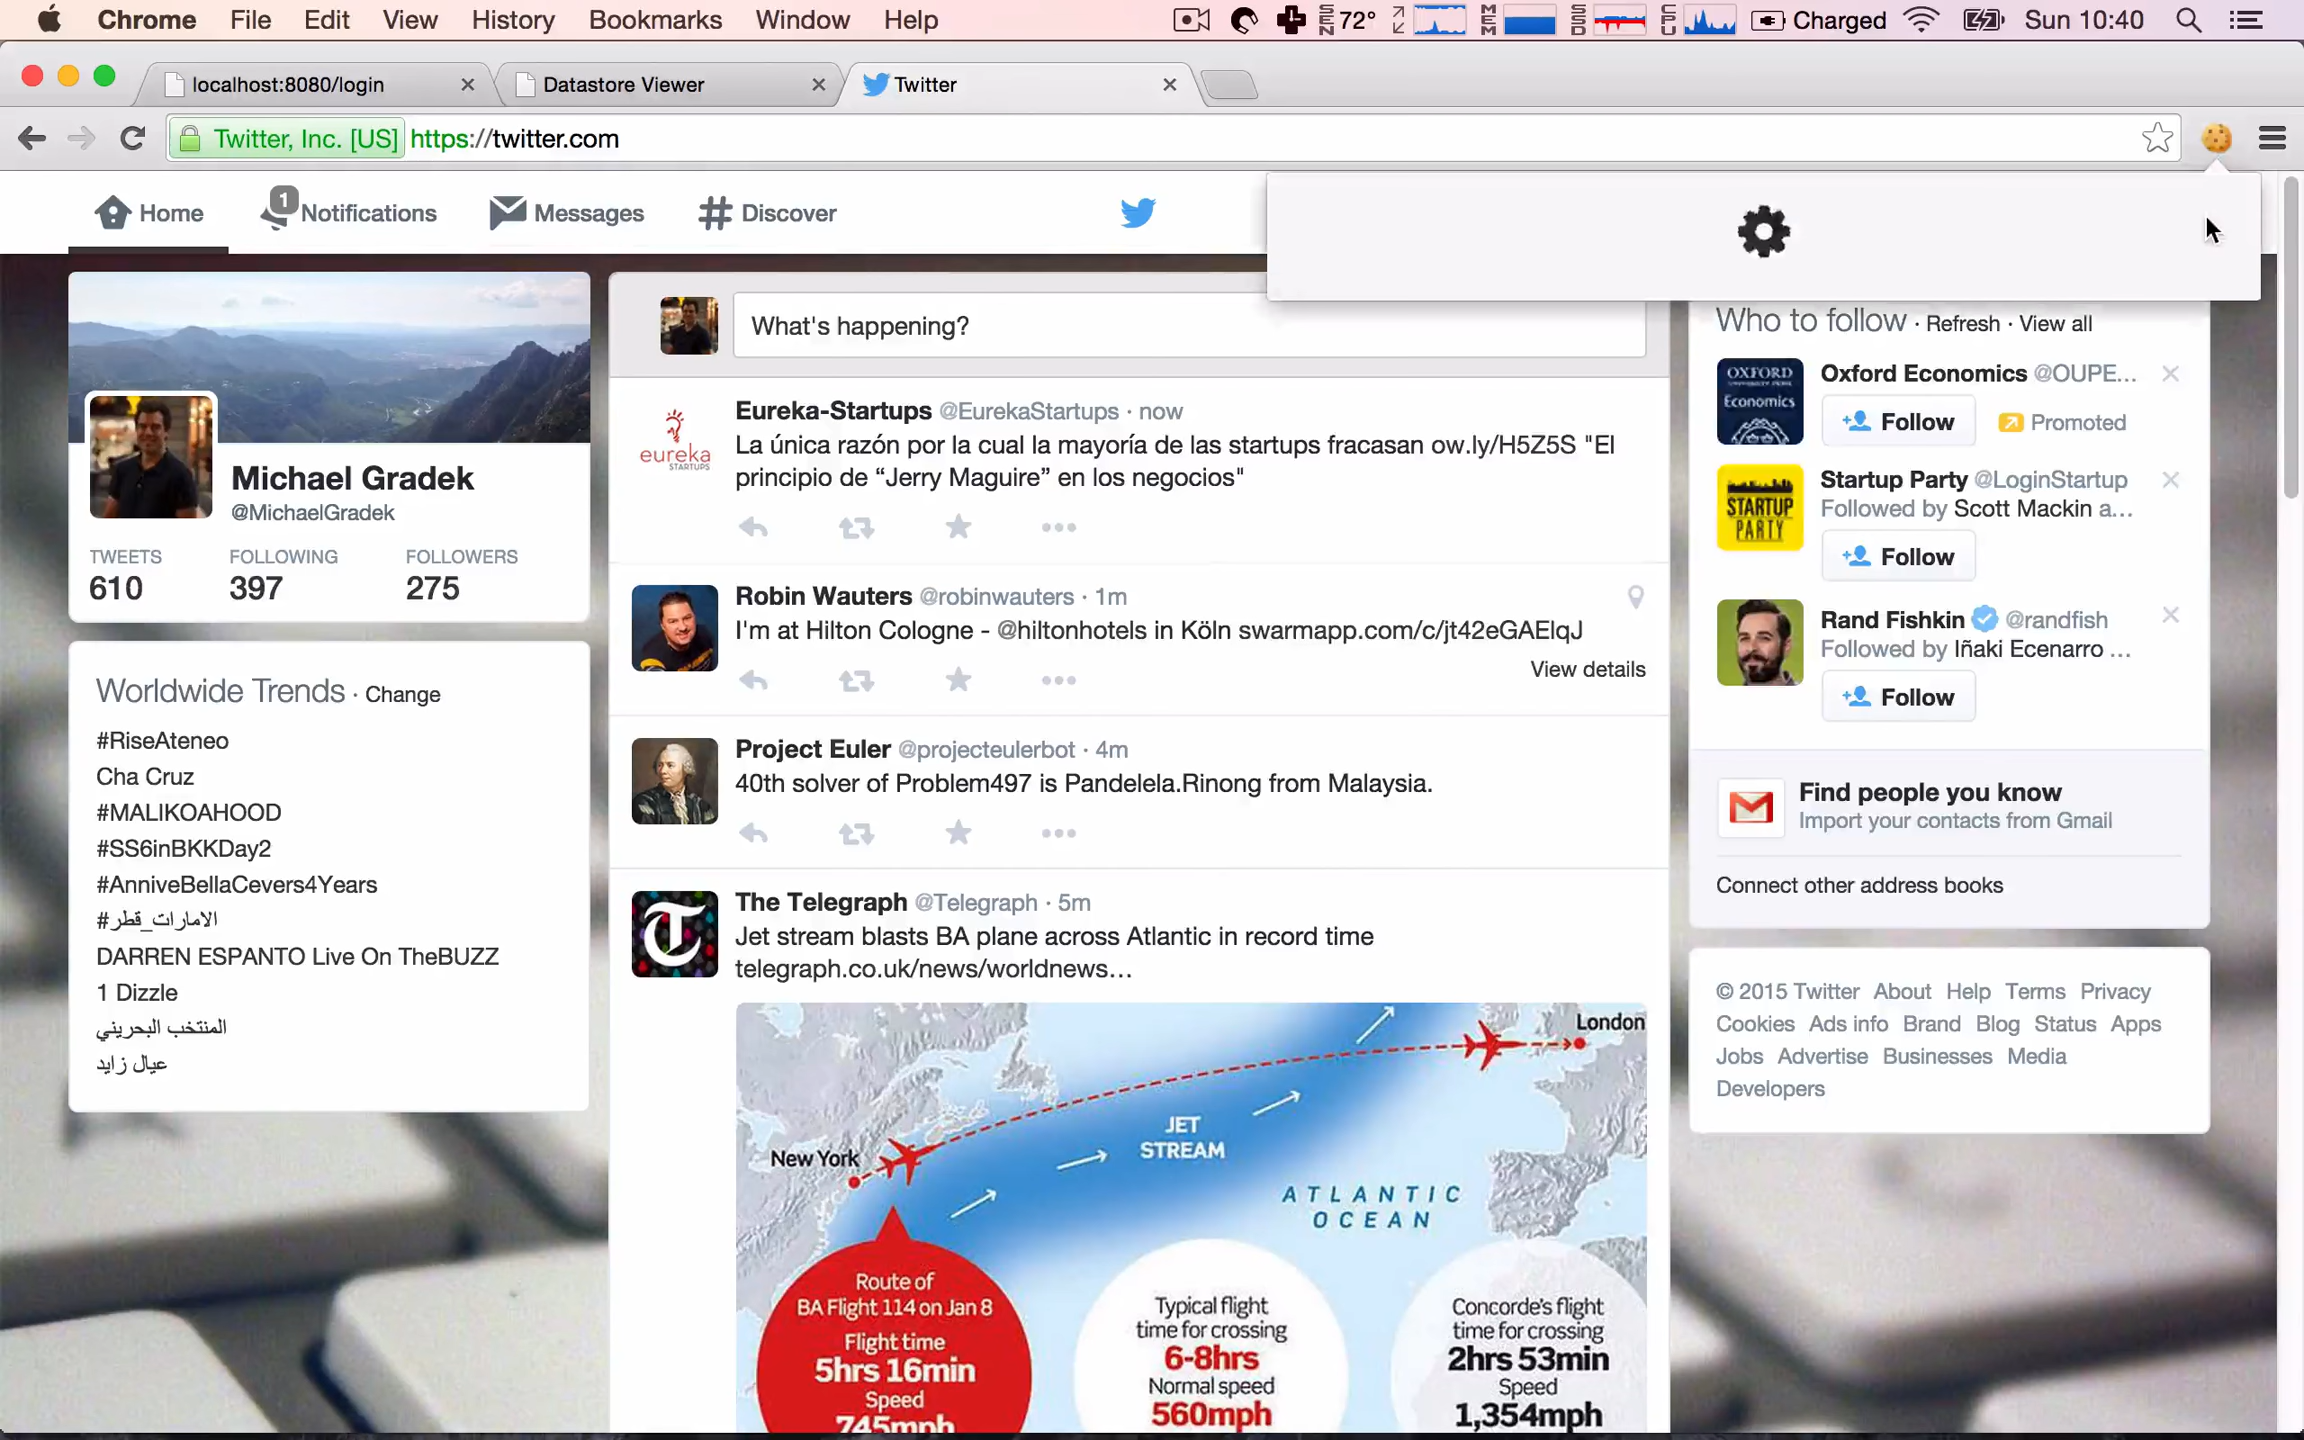 Chrome File Edit View History Bookmarks Window Help
SEN 72° MEM SSD CPU Charged Sun 10:40
localhost:8080/login
Datastore Viewer
Twitter
Twitter, Inc. [US] https://twitter.com
Home
1
Notifications
Messages
Discover
Michael Gradek
@MichaelGradek
TWEETS FOLLOWING FOLLOWERS
610 397 275
Worldwide Trends · Change
#RiseAteneo
Cha Cruz
#MALIKOAHOOD
#SS6inBKKDay2
#AnniveBellaCevers4Years
#الامارات_قطر
DARREN ESPANTO Live On TheBUZZ
1 Dizzle
المنتخب البحريني
عيال زايد
What's happening?
eureka
STARTUPS
Eureka-Startups @EurekaStartups · now
La única razón por la cual la mayoría de las startups fracasan ow.ly/H5Z5S "El
principio de “Jerry Maguire” en los negocios"
Robin Wauters @robinwauters · 1m
I'm at Hilton Cologne - @hiltonhotels in Köln swarmapp.com/c/jt42eGAElqJ
View details
Project Euler @projecteulerbot · 4m
40th solver of Problem497 is Pandelela.Rinong from Malaysia.
The Telegraph @Telegraph · 5m
Jet stream blasts BA plane across Atlantic in record time
telegraph.co.uk/news/worldnews…
London
New York
JET
STREAM
ATLANTIC
OCEAN
Route of
BA Flight 114 on Jan 8
Flight time
5hrs 16min
Speed
745mph
Typical flight
time for crossing
6-8hrs
Normal speed
560mph
Concorde's flight
time for crossing
2hrs 53min
Speed
1,354mph
Who to follow · Refresh · View all
OXFORD
Economics
Oxford Economics @OUPE...
Follow
Promoted
STARTUP
PARTY
Startup Party @LoginStartup
Followed by Scott Mackin a...
Follow
Rand Fishkin @randfish
Followed by Iñaki Ecenarro ...
Follow
Find people you know
Import your contacts from Gmail
Connect other address books
© 2015 Twitter About Help Terms Privacy
Cookies Ads info Brand Blog Status Apps
Jobs Advertise Businesses Media
Developers